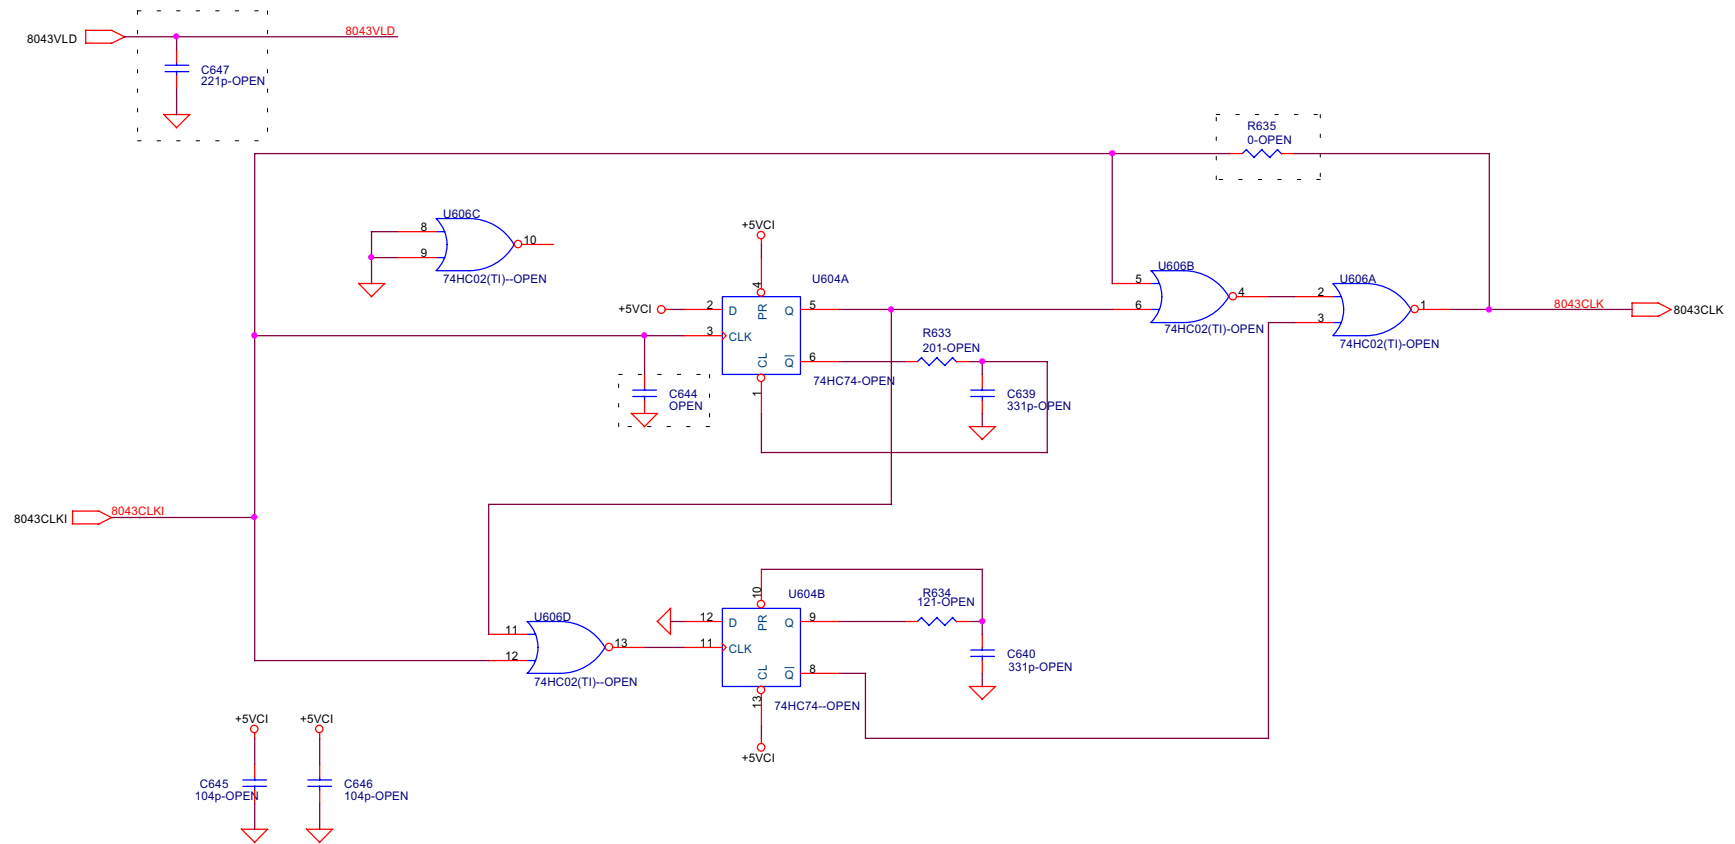 8043VLD
8043VLD
C647
221p-OPEN
R635
0-OPEN
U606C
8
9
10
74HC02(TI)--OPEN
+5VCI
U604A
4
+5VCI
2
D
PR
Q
5
3
CLK
CL
Q
6
1
74HC74-OPEN
R633
201-OPEN
C639
331p-OPEN
C644
OPEN
U606B
5
6
4
74HC02(TI)-OPEN
U606A
2
3
1
74HC02(TI)-OPEN
8043CLK
8043CLK
8043CLKI
8043CLKI
U606D
11
12
13
74HC02(TI)--OPEN
U604B
10
12
D
PR
Q
9
11
CLK
CL
Q
8
13
74HC74--OPEN
+5VCI
R634
121-OPEN
C640
331p-OPEN
+5VCI
+5VCI
C645
104p-OPEN
C646
104p-OPEN